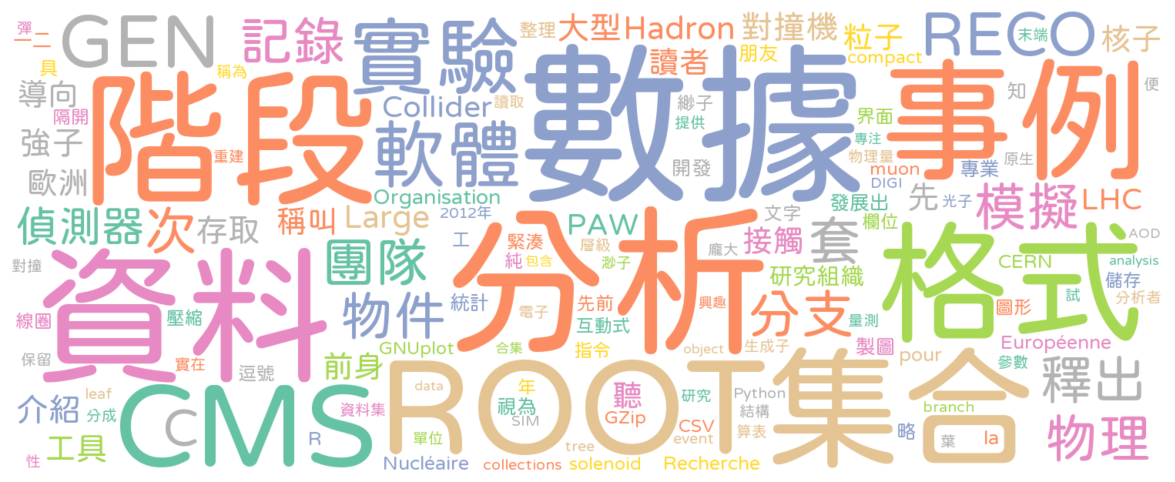 彈
一二
GEN
記錄
實驗
整理
大型
Hadron
對撞機
粒子
RECO
末端
核子
具
稱為
讀者
朋友
compact
導向
階段
Collider
讀取
數據
事例
便
隔開
緲子
提供
界面
知
強子
重建
軟體
開發
專注
物理量
muon
專業
原生
歐洲
Organisation
DIGI
先
光子
模擬
LHC
偵測器
次
存取
稱叫
Large
2012年
PAW
文字
發展出
欄位
工
緊湊
層級
龐大
接觸
套
格式
AOD
對撞
資料
團隊
純
包含
分析
渺子
研究組織
CERN
analysis
儲存
分析者
物件
統計
電子
先前
興趣
分支
試
圖形
線圈
壓縮
互動式
量測
製圖
Européenne
保留
實在
逗號
前身
GNUplot
合集
指令
object
生成子
pour
參數
釋出
leaf
介紹
分成
CMS
C
資料集
data
ROOT
年
視為
SIM
聽
GZip
研究
Python
結構
集合
branch
R
單位
CSV
算表
葉
la
略
物理
性
工具
Nucléaire
collections
tree
event
solenoid
Recherche